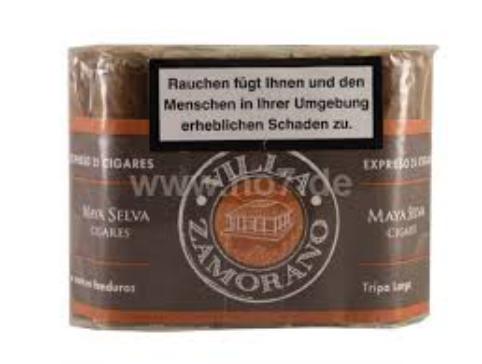 Rauchen fügt Ihnen und den
Menschen in Ihrer Umgebung
erheblichen Schaden zu.
EXPRESO DE CIGARES
EXPRESO DE CIGARES
www.no7.de
VILLA
ZAMORANO
MAYA SELVA
CIGARES
MAYA SELVA
CIGARES
Honduras
Tripa Larga